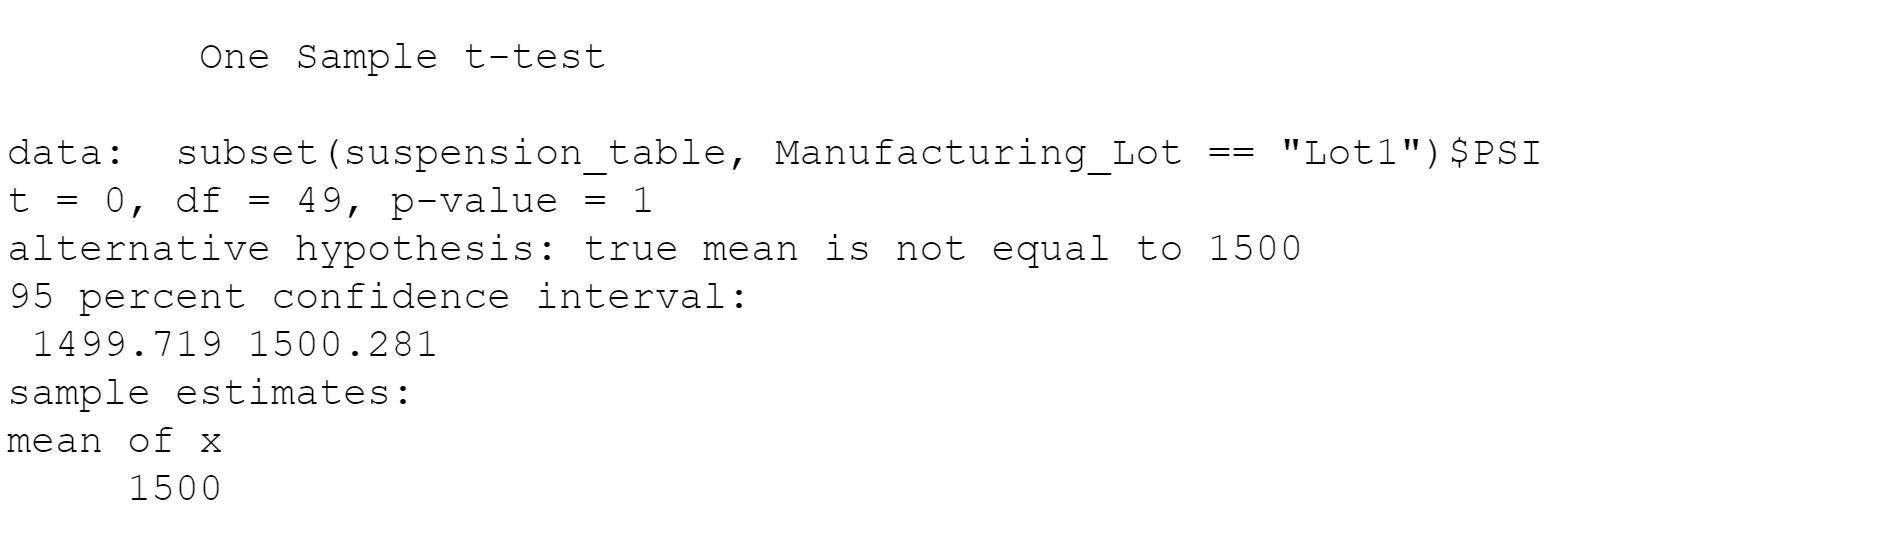 One Sample t-test
data:  subset(suspension_table, Manufacturing_Lot == "Lot1")$PSI
t = 0, df = 49, p-value = 1
alternative hypothesis: true mean is not equal to 1500
95 percent confidence interval:
1499.719 1500.281
sample estimates:
mean of x
1500